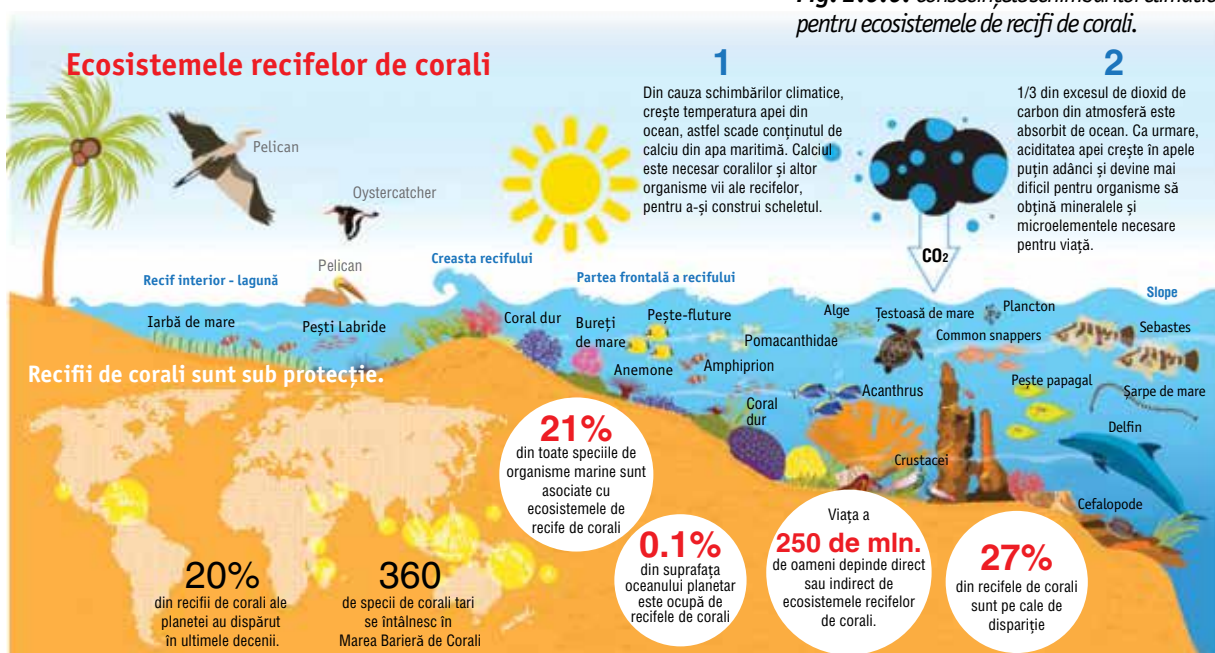 pentru ecosistemele de recifi de corali.
Ecosistemele recifelor de corali
1
Din cauza schimbărilor climatice,
crește temperatura apei din
ocean, astfel scade conținutul de
calciu din apa maritimă. Calciul
este necesar coralilor și altor
organisme vii ale recifelor,
pentru a-și construi scheletul.
2
1/3 din excesul de dioxid de
carbon din atmosferă este
absorbit de ocean. Ca urmare,
aciditatea apei crește în apele
puțin adânci și devine mai
dificil pentru organisme să
obțină mineralele și
microelementele necesare
pentru viață.
Pelican
Oystercatcher
Pelican
CO2
Recif interior - lagună
Creasta recifului
Partea frontală a recifului
Slope
Iarbă de mare
Pești Labride
Coral dur
Bureți
de mare
Pește-fluture
Pomacanthidae
Alge
Țestoasă de mare
Plancton
Common snappers
Sebastes
Anemone
Amphiprion
Coral
dur
Acanthrus
Pește papagal
Șarpe de mare
Delfin
Crustacei
Cefalopode
Recifii de corali sunt sub protecție.
20%
din recifii de corali ale
planetei au dispărut
în ultimele decenii.
360
de specii de corali tari
se întâlnesc în
Marea Barieră de Corali
21%
din toate speciile de
organisme marine sunt
asociate cu
ecosistemele de
recife de corali
0.1%
din suprafața
oceanului planetar
este ocupă de
recifele de corali
Viața a
250 de mln.
de oameni depinde direct
sau indirect de
ecosistemele recifelor
de corali.
27%
din recifele de corali
sunt pe cale de
dispariție